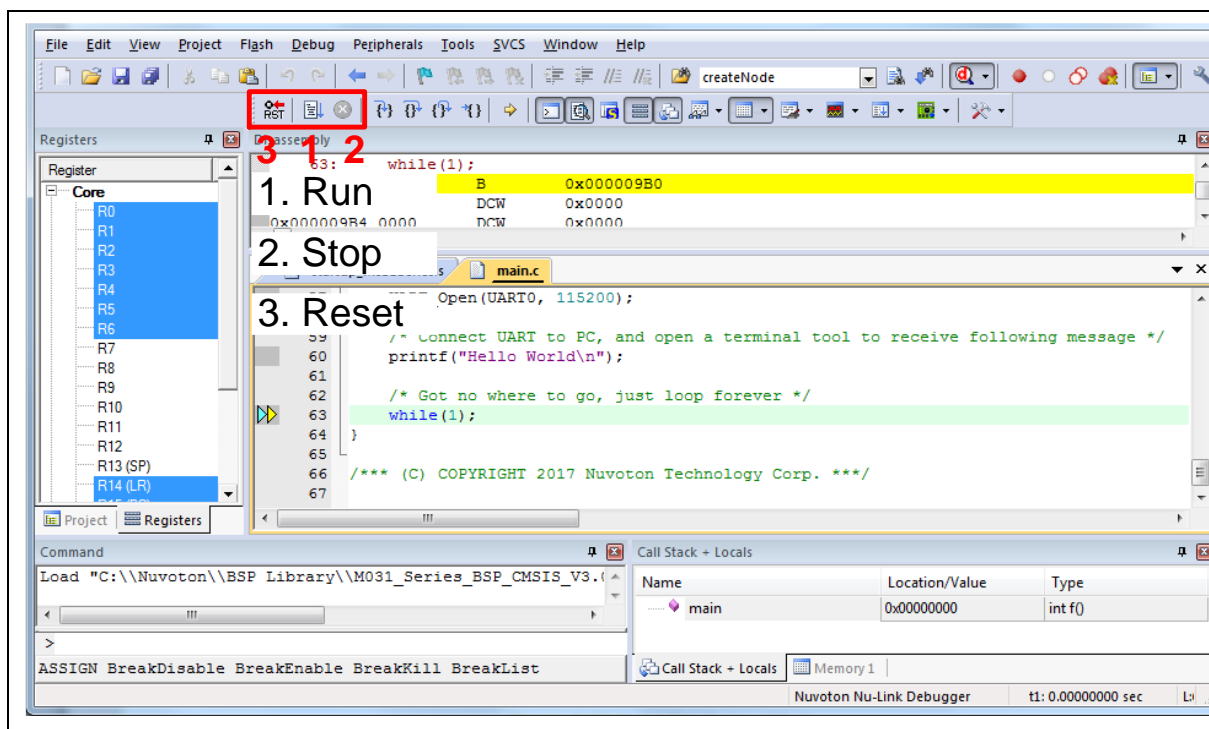 File Edit View Project Flash Debug Peripherals Tools SVCS Window Help
createNode
RST
Registers
Disassembly
3 1 2
Register
Core
R0
R1
R2
R3
R4
R5
R6
R7
R8
R9
R10
R11
R12
R13 (SP)
R14 (LR)
Project Registers
63: while(1);
B 0x000009B0
DCW 0x0000
0x000009B4 0000 DCW 0x0000
1. Run
2. Stop
3. Reset
main.c
Open(UART0, 115200);
59 /* Connect UART to PC, and open a terminal tool to receive following message */
60 printf("Hello World\n");
61
62 /* Got no where to go, just loop forever */
63 while(1);
64 }
65
66 /*** (C) COPYRIGHT 2017 Nuvoton Technology Corp. ***/
67
Command
Load "C:\\Nuvoton\\BSP Library\\M031_Series_BSP_CMSIS_V3.(
>
ASSIGN BreakDisable BreakEnable BreakKill BreakList
Call Stack + Locals
Name Location/Value Type
main 0x00000000 int f()
Call Stack + Locals Memory 1
Nuvoton Nu-Link Debugger t1: 0.00000000 sec